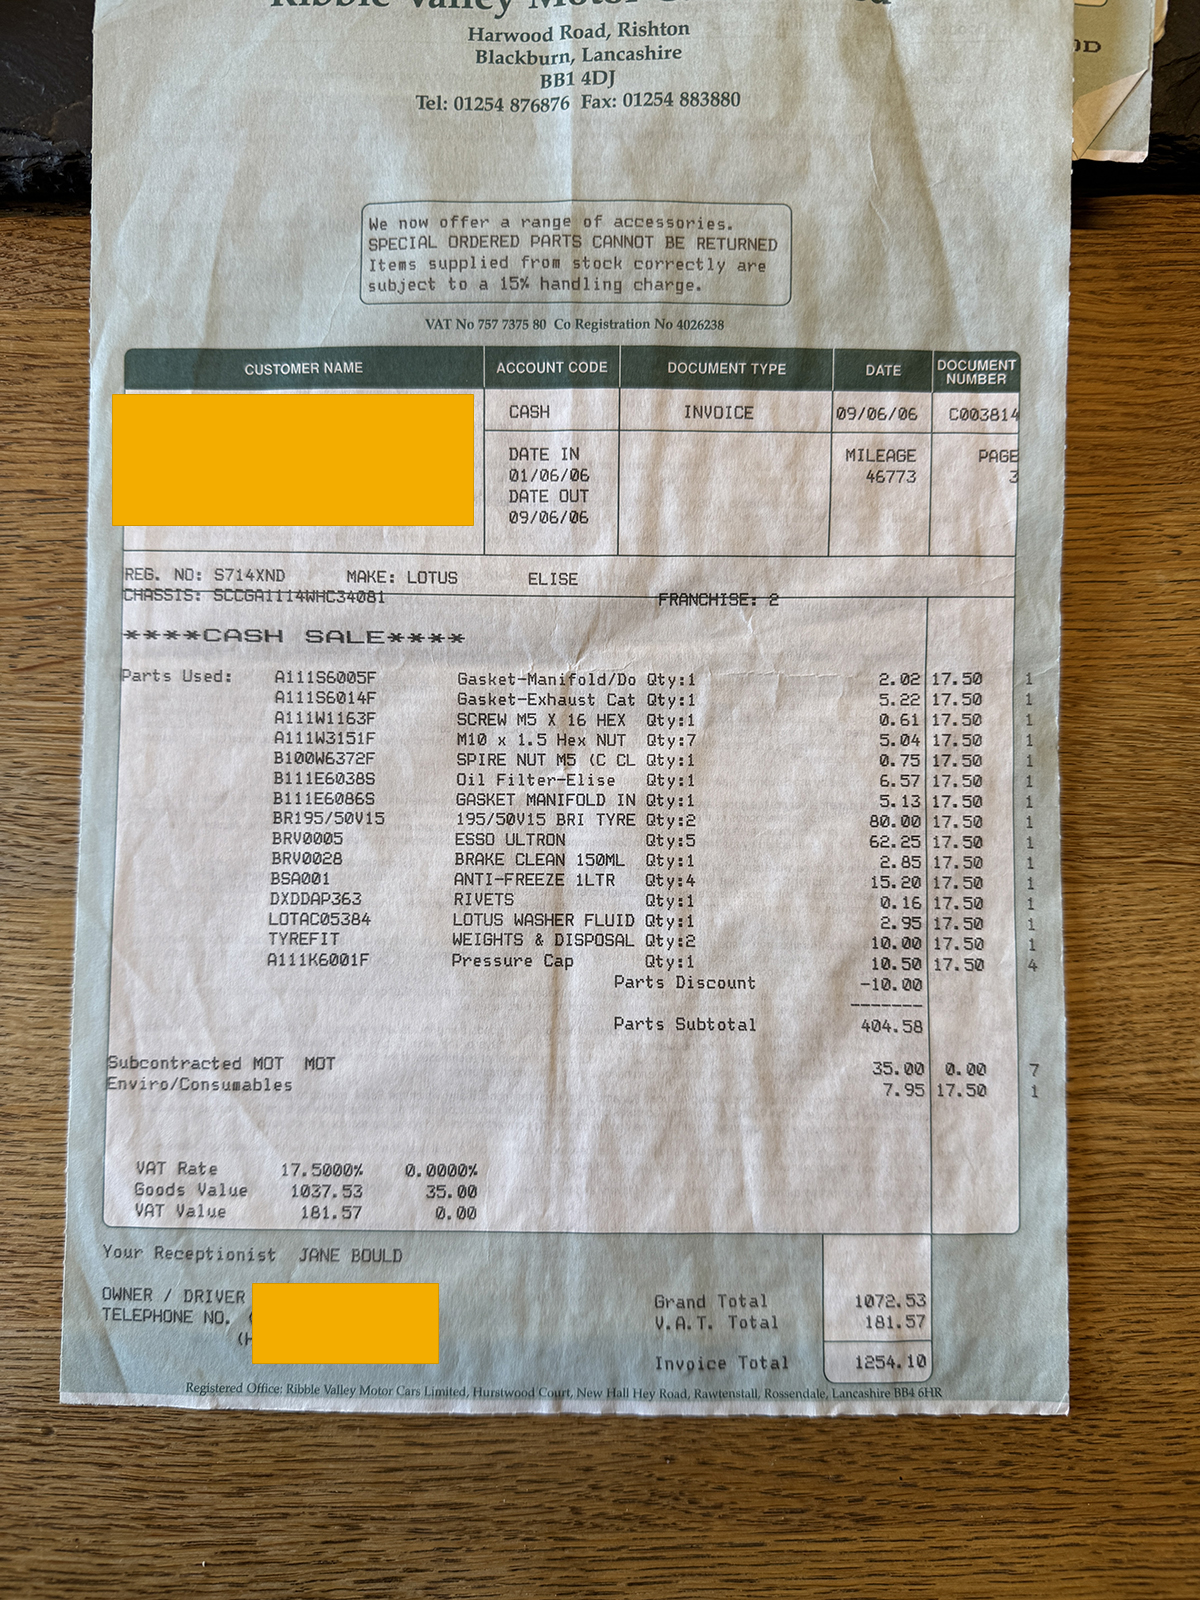 Ribble Valley Motor
Harwood Road, Rishton
Blackburn, Lancashire
BB1 4DJ
Tel: 01254 876876 Fax: 01254 883880
We now offer a range of accessories.
SPECIAL ORDERED PARTS CANNOT BE RETURNED
Items supplied from stock correctly are
subject to a 15% handling charge.
VAT No 757 7375 80 Co Registration No 4026238
CUSTOMER NAME ACCOUNT CODE DOCUMENT TYPE DATE DOCUMENT NUMBER
CASH INVOICE 09/06/06 C003814
DATE IN MILEAGE PAGE
01/06/06 46773 3
DATE OUT
09/06/06
REG. NO: S714XND MAKE: LOTUS ELISE
CHASSIS: SCCGA1114WHC34081 FRANCHISE: 2
****CASH SALE****
Parts Used: A111S6005F Gasket-Manifold/Do Qty:1 2.02 17.50 1
A111S6014F Gasket-Exhaust Cat Qty:1 5.22 17.50 1
A111W1163F SCREW M5 X 16 HEX Qty:1 0.61 17.50 1
A111W3151F M10 x 1.5 Hex NUT Qty:7 5.04 17.50 1
B100W6372F SPIRE NUT M5 (C CL Qty:1 0.75 17.50 1
B111E6038S Oil Filter-Elise Qty:1 6.57 17.50 1
B111E6086S GASKET MANIFOLD IN Qty:1 5.13 17.50 1
BR195/50V15 195/50V15 BRI TYRE Qty:2 80.00 17.50 1
BRV0005 ESSO ULTRON Qty:5 62.25 17.50 1
BRV0028 BRAKE CLEAN 150ML Qty:1 2.85 17.50 1
BSA001 ANTI-FREEZE 1LTR Qty:4 15.20 17.50 1
DXDDAP363 RIVETS Qty:1 0.16 17.50 1
LOTAC05384 LOTUS WASHER FLUID Qty:1 2.95 17.50 1
TYREFIT WEIGHTS & DISPOSAL Qty:2 10.00 17.50 1
A111K6001F Pressure Cap Qty:1 10.50 17.50 4
Parts Discount -10.00
-------
Parts Subtotal 404.58
Subcontracted MOT MOT 35.00 0.00 7
Enviro/Consumables 7.95 17.50 1
VAT Rate 17.5000% 0.0000%
Goods Value 1037.53 35.00
VAT Value 181.57 0.00
Your Receptionist JANE BOULD
OWNER / DRIVER
TELEPHONE NO. (
(H
Grand Total 1072.53
V.A.T. Total 181.57
Invoice Total 1254.10
Registered Office: Ribble Valley Motor Cars Limited, Hurstwood Court, New Hall Hey Road, Rawtenstall, Rossendale, Lancashire BB4 6HR